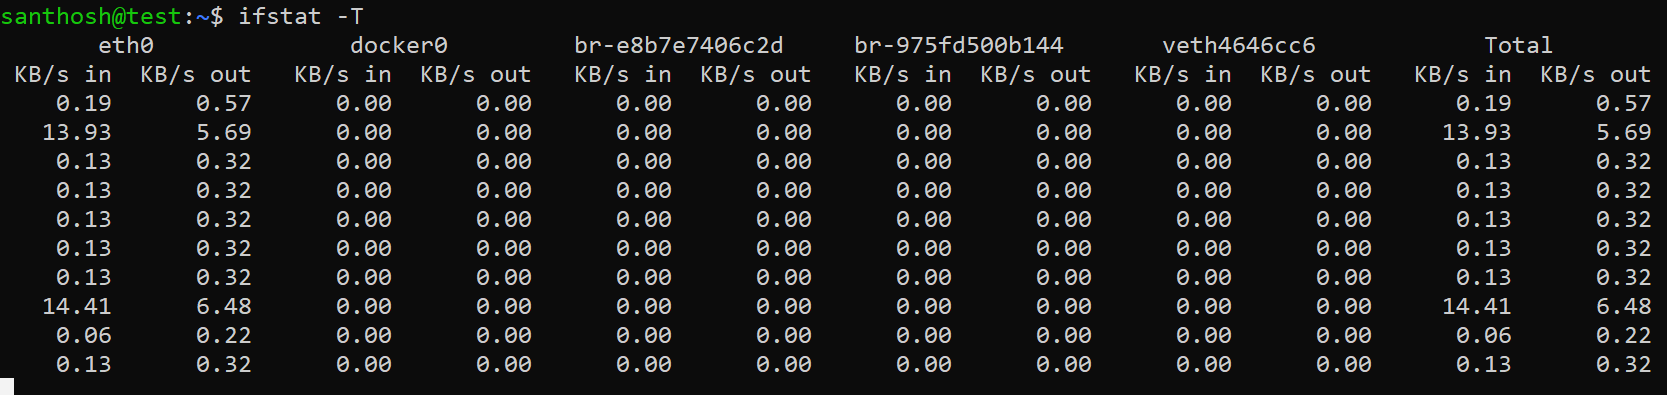 santhosh@test:~$ ifstat -T
eth0 docker0 br-e8b7e7406c2d br-975fd500b144 veth4646cc6 Total
KB/s in KB/s out KB/s in KB/s out KB/s in KB/s out KB/s in KB/s out KB/s in KB/s out KB/s in KB/s out
0.19 0.57 0.00 0.00 0.00 0.00 0.00 0.00 0.00 0.00 0.19 0.57
13.93 5.69 0.00 0.00 0.00 0.00 0.00 0.00 0.00 0.00 13.93 5.69
0.13 0.32 0.00 0.00 0.00 0.00 0.00 0.00 0.00 0.00 0.13 0.32
0.13 0.32 0.00 0.00 0.00 0.00 0.00 0.00 0.00 0.00 0.13 0.32
0.13 0.32 0.00 0.00 0.00 0.00 0.00 0.00 0.00 0.00 0.13 0.32
0.13 0.32 0.00 0.00 0.00 0.00 0.00 0.00 0.00 0.00 0.13 0.32
0.13 0.32 0.00 0.00 0.00 0.00 0.00 0.00 0.00 0.00 0.13 0.32
14.41 6.48 0.00 0.00 0.00 0.00 0.00 0.00 0.00 0.00 14.41 6.48
0.06 0.22 0.00 0.00 0.00 0.00 0.00 0.00 0.00 0.00 0.06 0.22
0.13 0.32 0.00 0.00 0.00 0.00 0.00 0.00 0.00 0.00 0.13 0.32